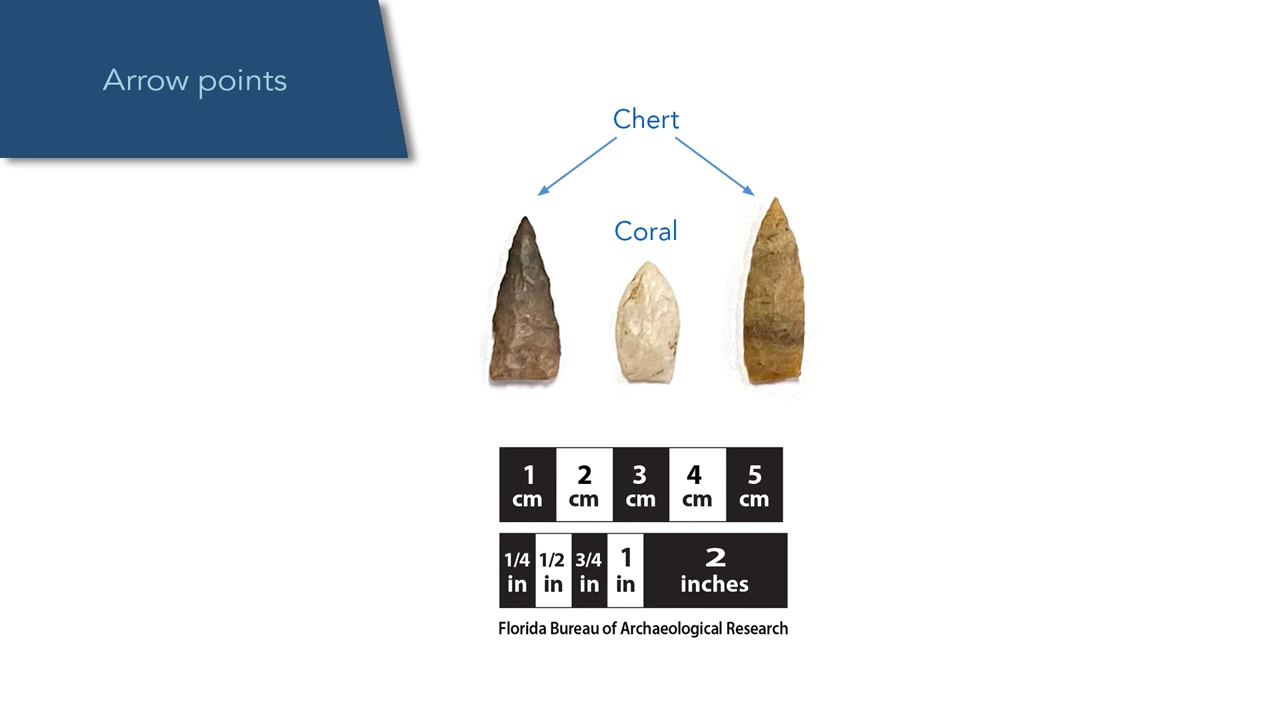 Arrow points
Chert
Coral
1 2 3 4 5
cm cm cm cm cm
1/4 1/2 3/4 1 2
in in in in inches
Florida Bureau of Archaeological Research